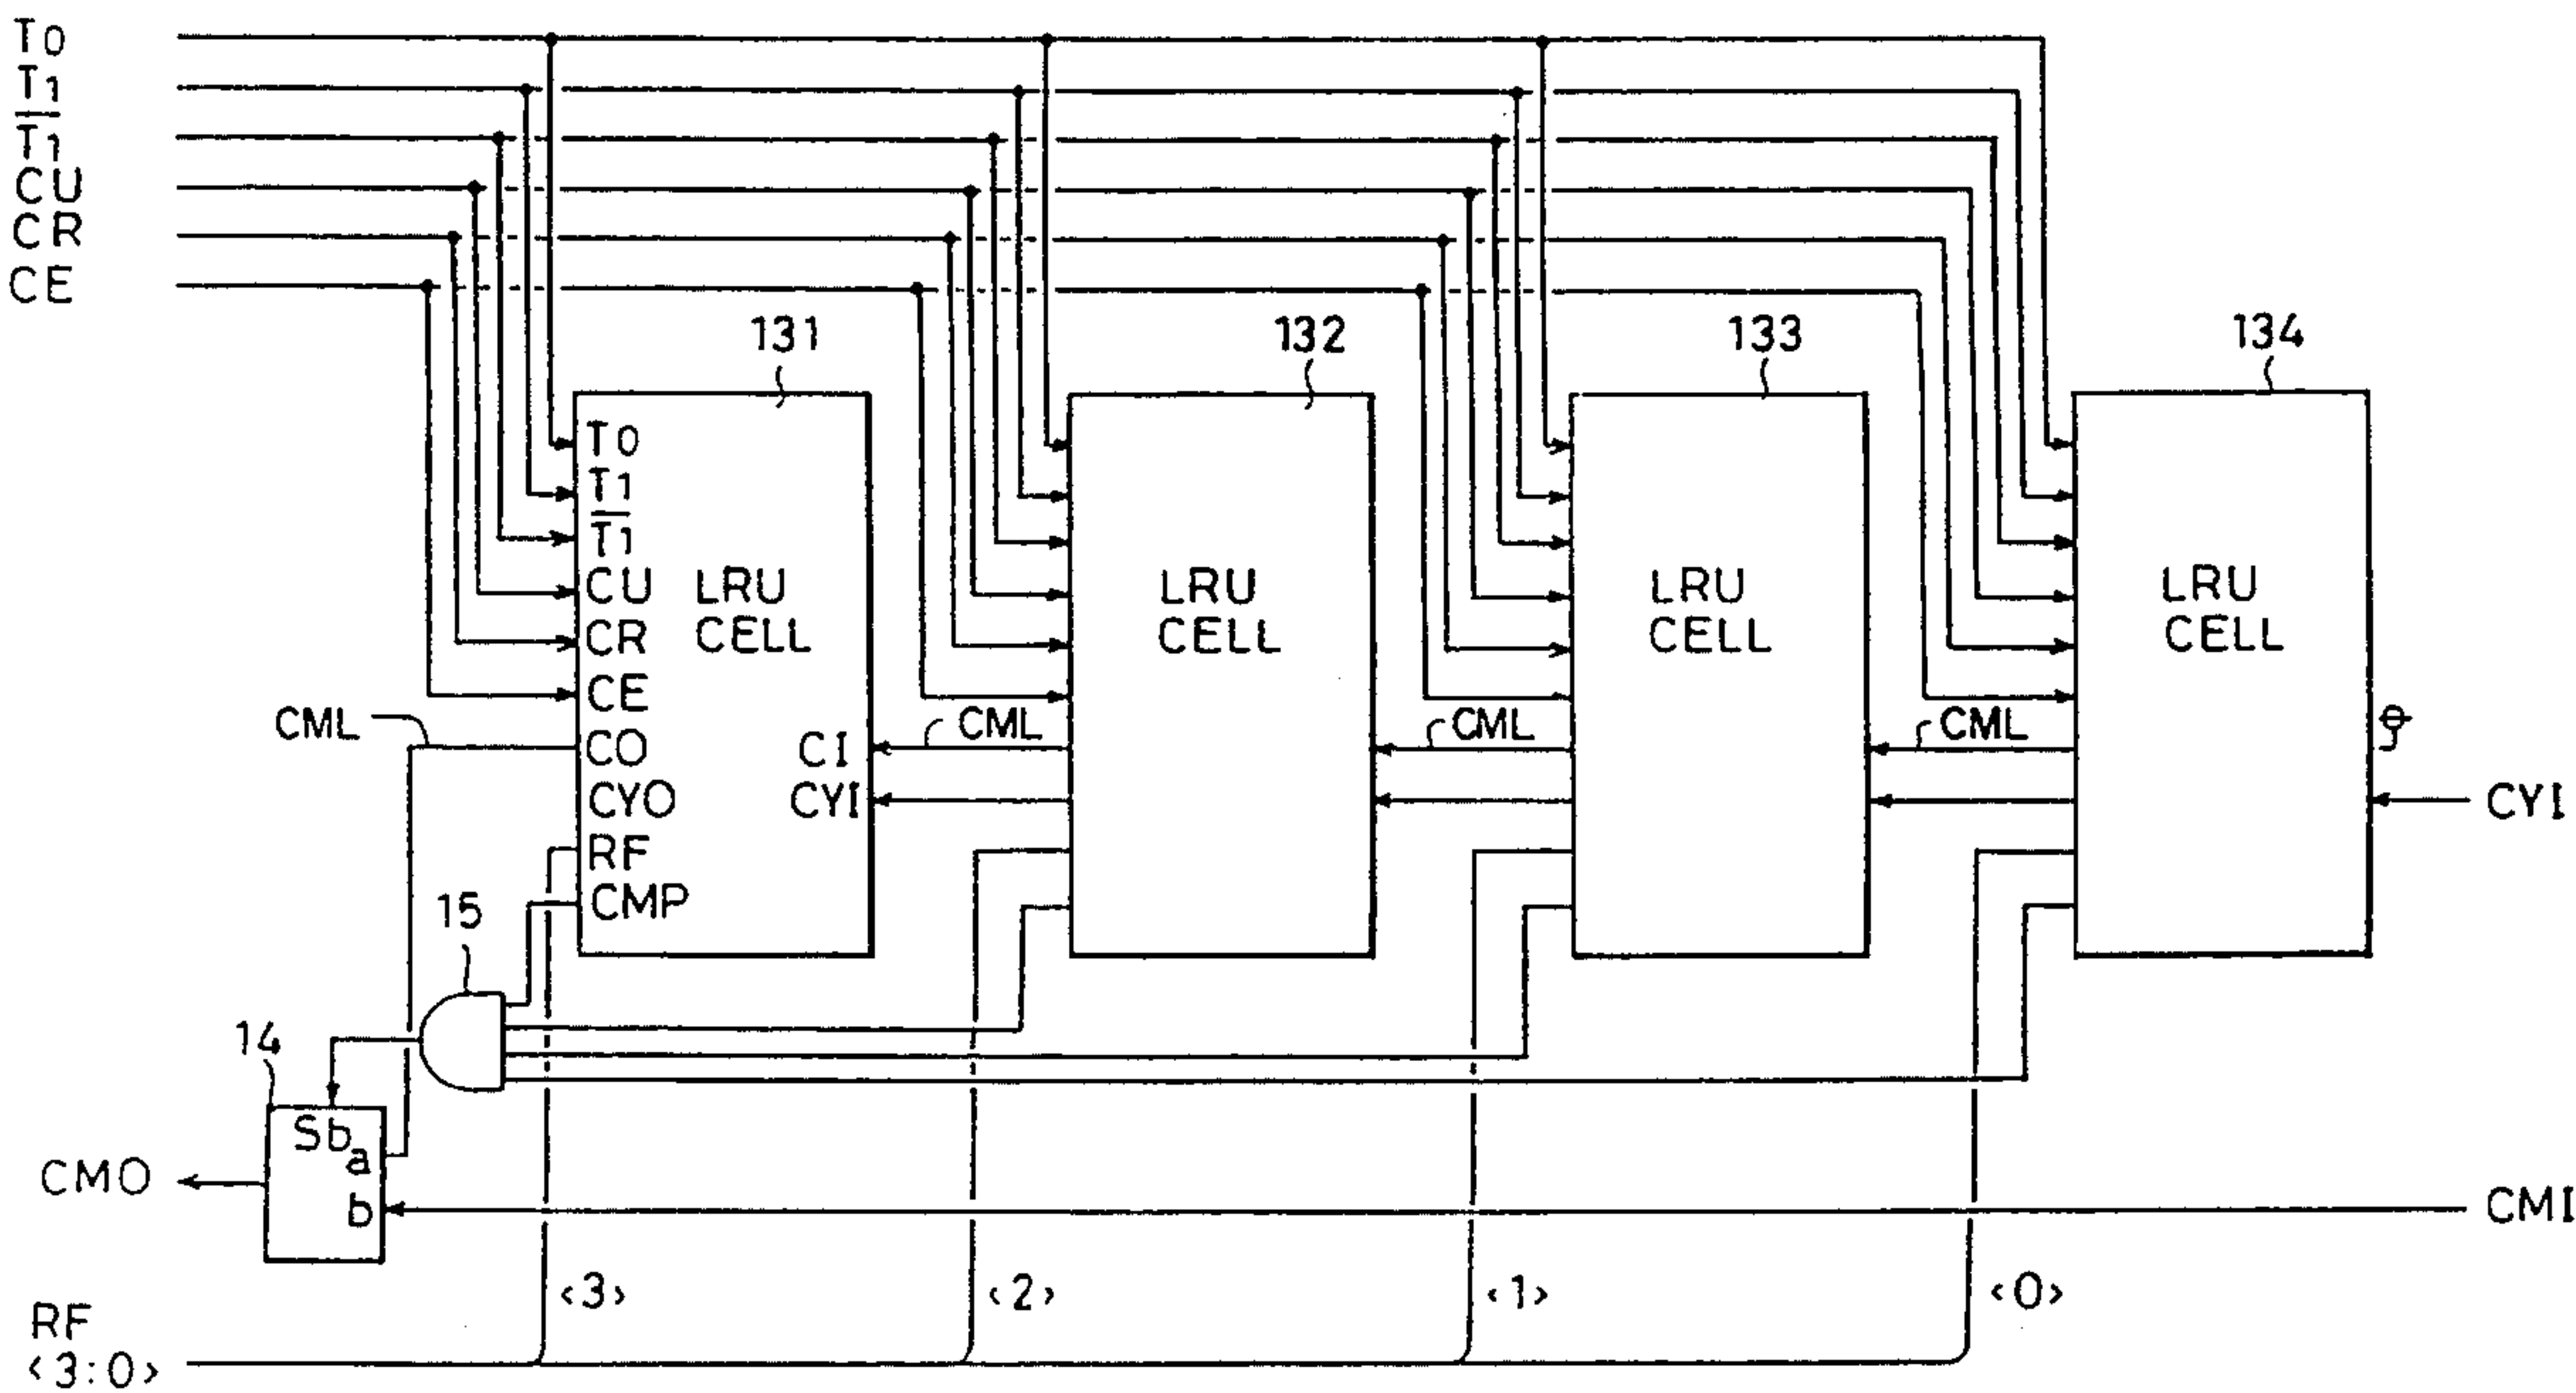 T0
T1
T̅1̅
CU
CR
CE
131
132
133
134
T0
T1
T̅1̅
CU
CR
CE
CO
CYO
RF
CMP
LRU
CELL
CI
CYI
LRU
CELL
LRU
CELL
LRU
CELL
CML
CML
CML
CML
θ
CYI
15
14
Sb
a
b
CMO
CMI
<3>
<2>
<1>
<0>
RF
<3:0>